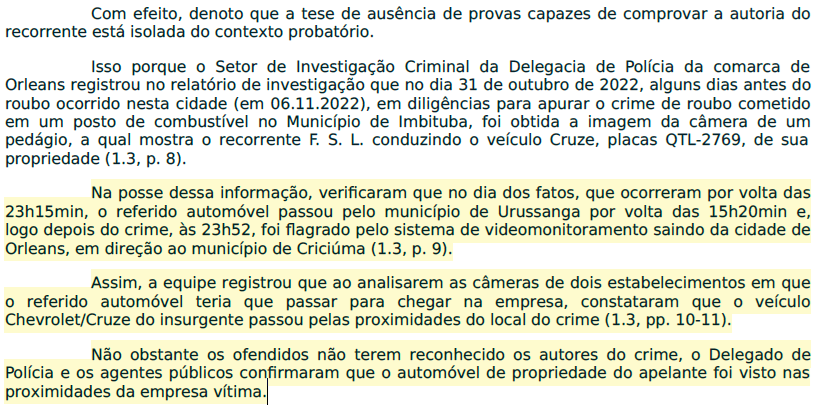 Com efeito, denoto que a tese de ausência de provas capazes de comprovar a autoria do
recorrente está isolada do contexto probatório.
Isso porque o Setor de Investigação Criminal da Delegacia de Polícia da comarca de
Orleans registrou no relatório de investigação que no dia 31 de outubro de 2022, alguns dias antes do
roubo ocorrido nesta cidade (em 06.11.2022), em diligências para apurar o crime de roubo cometido
em um posto de combustível no Município de Imbituba, foi obtida a imagem da câmera de um
pedágio, a qual mostra o recorrente F. S. L. conduzindo o veículo Cruze, placas QTL-2769, de sua
propriedade (1.3, p. 8).
Na posse dessa informação, verificaram que no dia dos fatos, que ocorreram por volta das
23h15min, o referido automóvel passou pelo município de Urussanga por volta das 15h20min e,
logo depois do crime, às 23h52, foi flagrado pelo sistema de videomonitoramento saindo da cidade de
Orleans, em direção ao município de Criciúma (1.3, p. 9).
Assim, a equipe registrou que ao analisarem as câmeras de dois estabelecimentos em que
o referido automóvel teria que passar para chegar na empresa, constataram que o veículo
Chevrolet/Cruze do insurgente passou pelas proximidades do local do crime (1.3, pp. 10-11).
Não obstante os ofendidos não terem reconhecido os autores do crime, o Delegado de
Polícia e os agentes públicos confirmaram que o automóvel de propriedade do apelante foi visto nas
proximidades da empresa vítima.